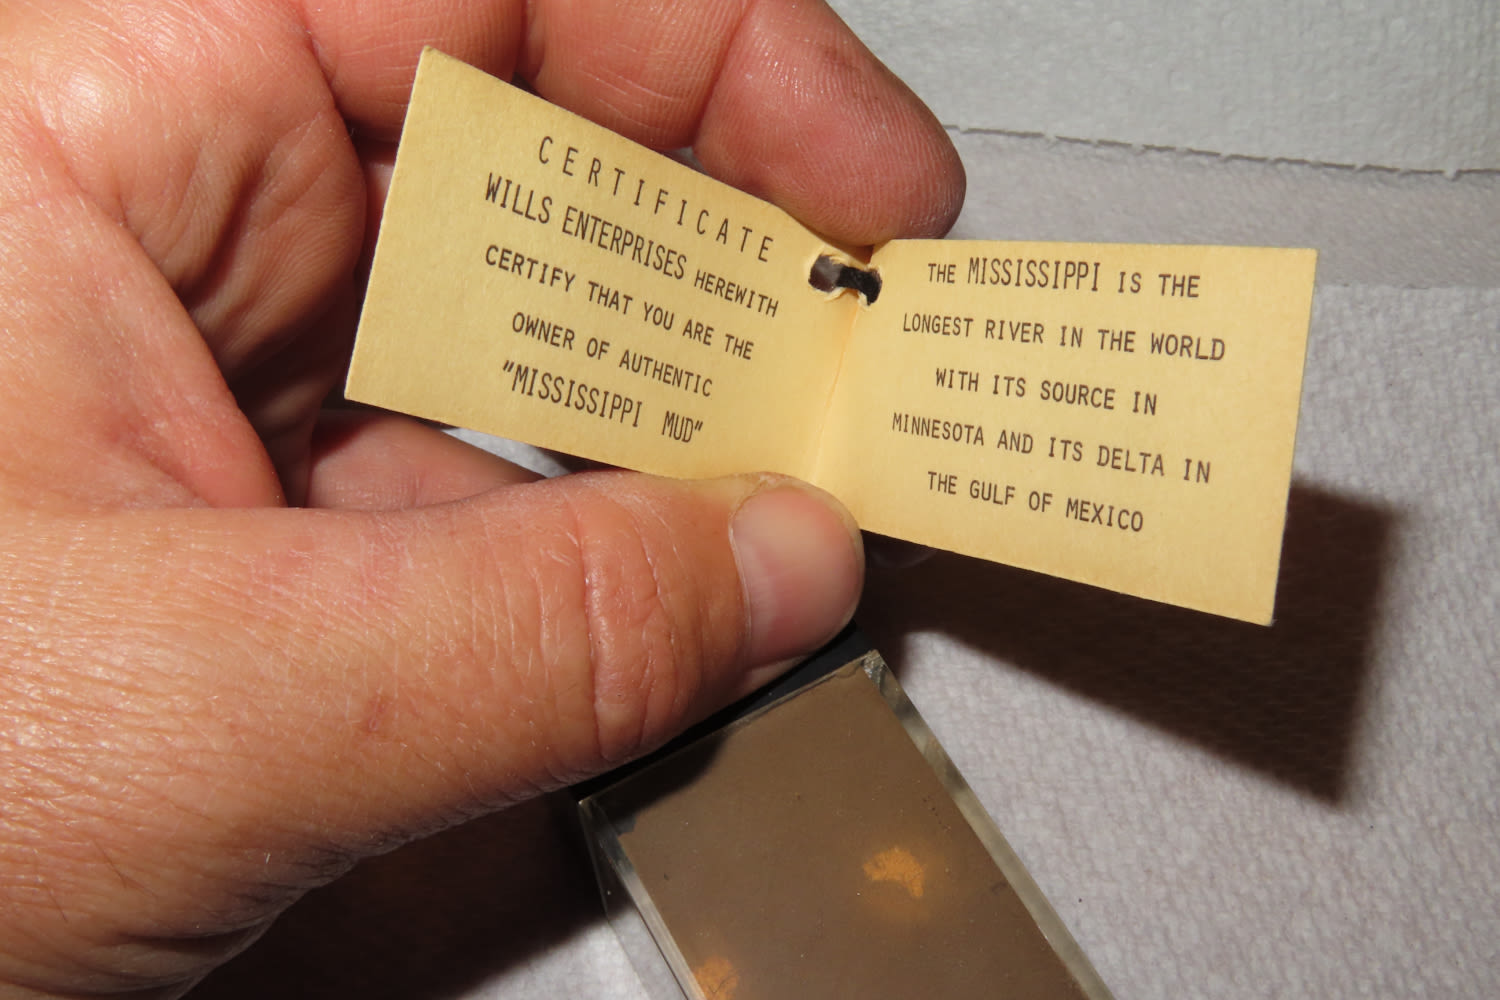 CERTIFICATE
WILLS ENTERPRISES HEREWITH
CERTIFY THAT YOU ARE THE
OWNER OF AUTHENTIC
"MISSISSIPPI MUD"
THE MISSISSIPPI IS THE
LONGEST RIVER IN THE WORLD
WITH ITS SOURCE IN
MINNESOTA AND ITS DELTA IN
THE GULF OF MEXICO